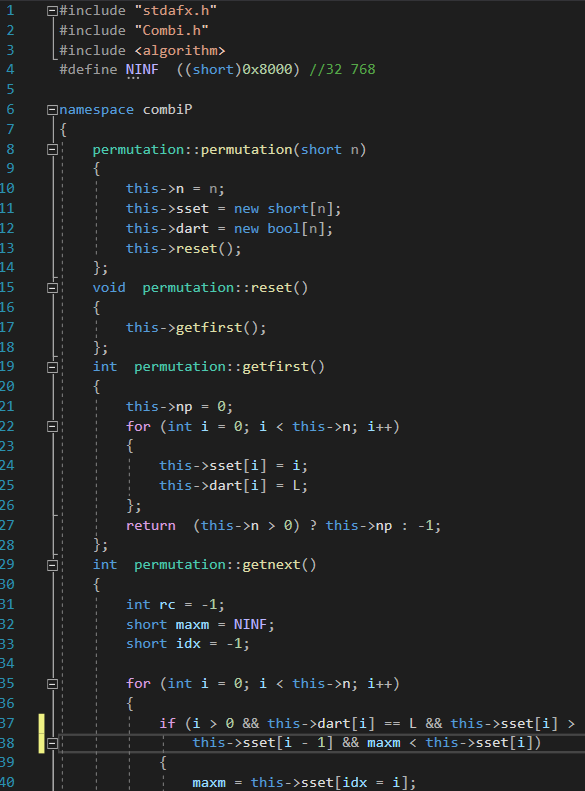 1 #include "stdafx.h"
2 #include "Combi.h"
3 #include <algorithm>
4 #define NINF  ((short)0x8000) //32 768
5
6 namespace combiP
7 {
8     permutation::permutation(short n)
9     {
10         this->n = n;
11         this->sset = new short[n];
12         this->dart = new bool[n];
13         this->reset();
14     };
15     void  permutation::reset()
16     {
17         this->getfirst();
18     };
19     int  permutation::getfirst()
20     {
21         this->np = 0;
22         for (int i = 0; i < this->n; i++)
23         {
24             this->sset[i] = i;
25             this->dart[i] = L;
26         };
27         return  (this->n > 0) ? this->np : -1;
28     };
29     int  permutation::getnext()
30     {
31         int rc = -1;
32         short maxm = NINF;
33         short idx = -1;
34
35         for (int i = 0; i < this->n; i++)
36         {
37             if (i > 0 && this->dart[i] == L && this->sset[i] >
38                 this->sset[i - 1] && maxm < this->sset[i])
39             {
40                 maxm = this->sset[idx = i];